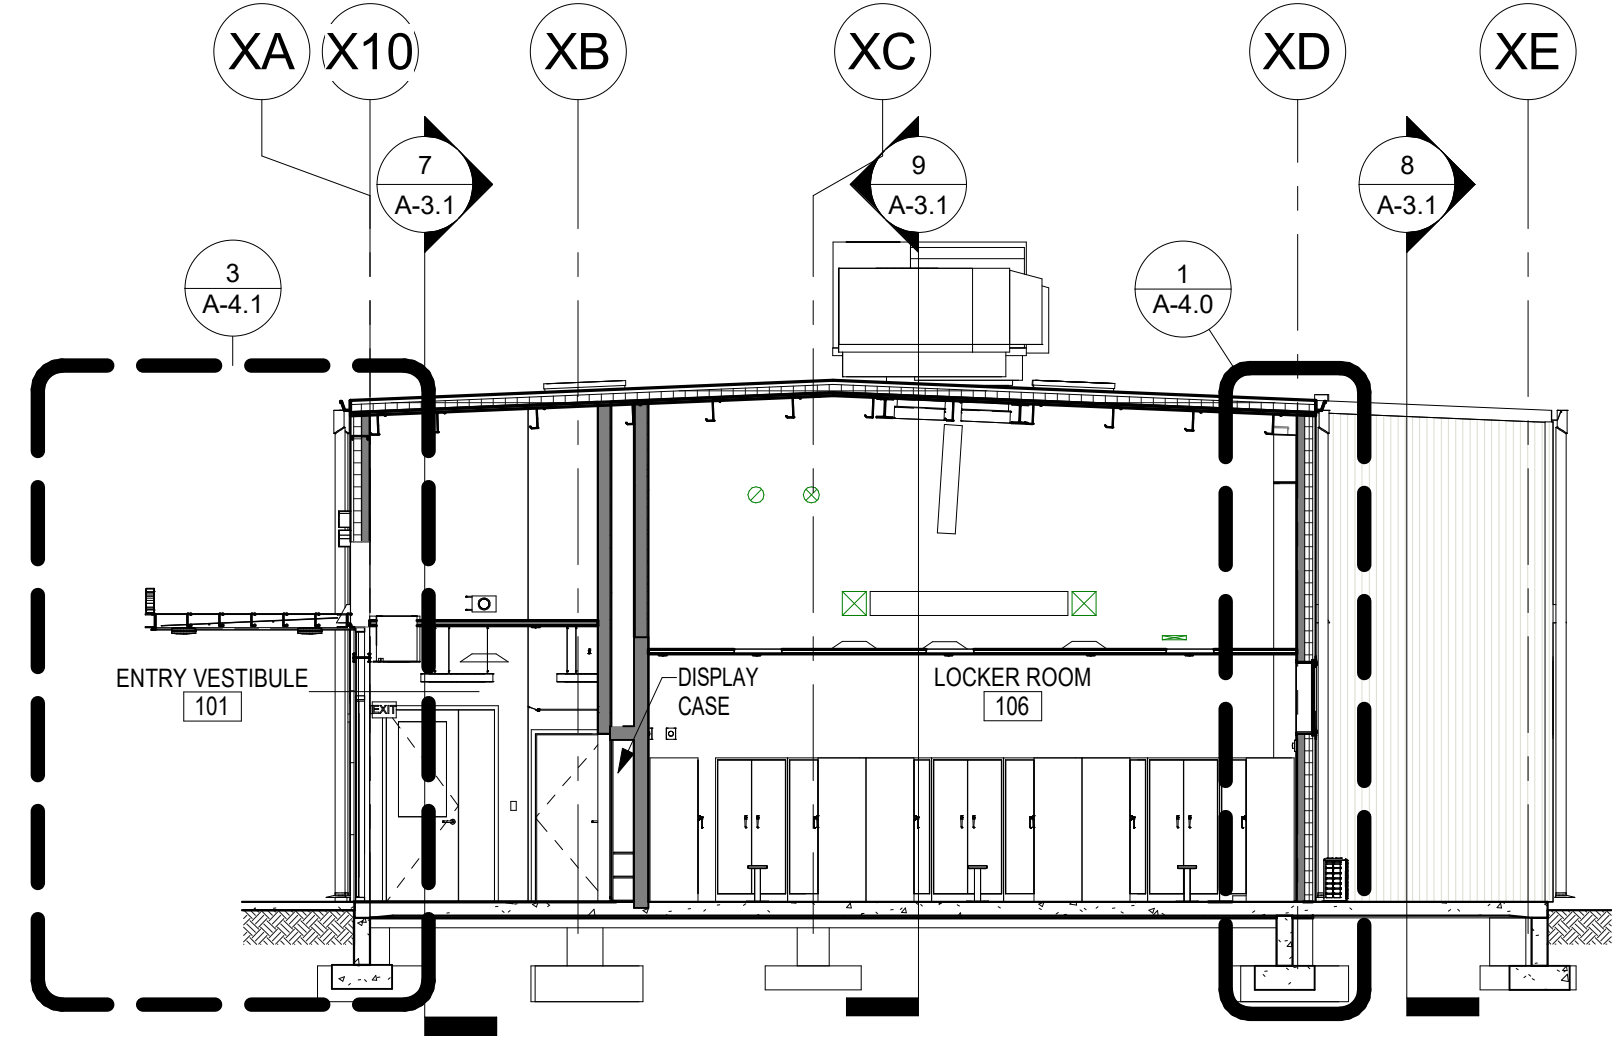 XA X10 XB XC XD XE
7
A-3.1
9
A-3.1
8
A-3.1
3
A-4.1
1
A-4.0
ENTRY VESTIBULE
101
DISPLAY
CASE
LOCKER ROOM
106
EXIT